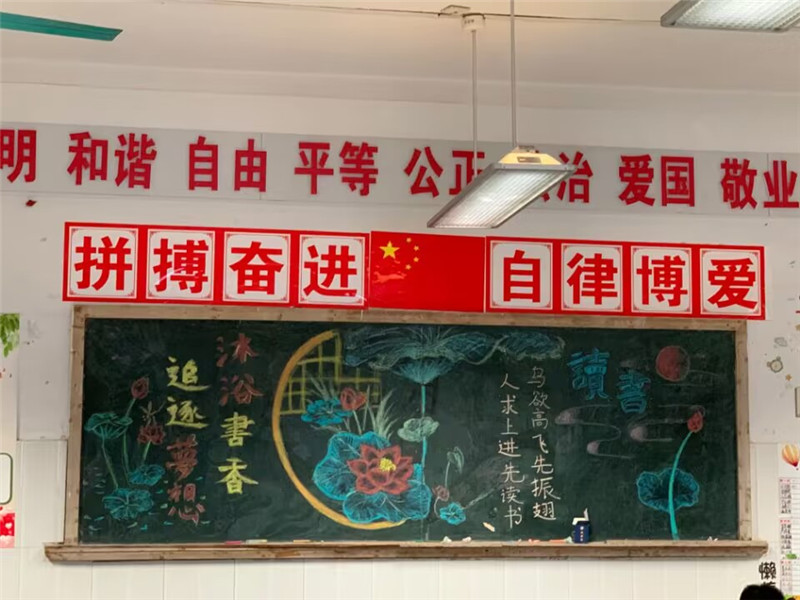 明 和谐 自由 平等 公正 治 爱国 敬业
拼搏奋进 自律博爱
沐浴書香
追逐夢想
讀書
鸟欲高飞先振翅
人求上进先读书
懒